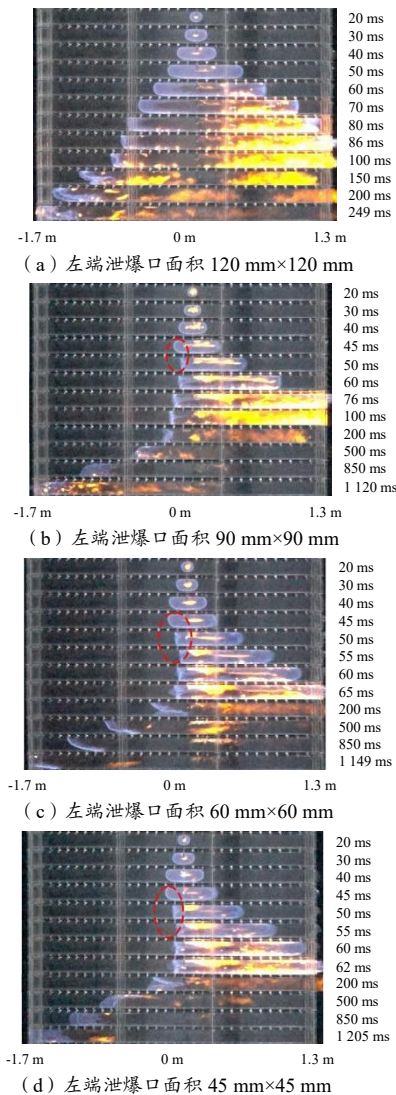 20 ms
30 ms
40 ms
50 ms
60 ms
70 ms
80 ms
86 ms
100 ms
150 ms
200 ms
249 ms
-1.7 m 0 m 1.3 m
（a）左端泄爆口面积 120 mm×120 mm
20 ms
30 ms
40 ms
45 ms
50 ms
60 ms
76 ms
100 ms
200 ms
500 ms
850 ms
1 120 ms
-1.7 m 0 m 1.3 m
（b）左端泄爆口面积 90 mm×90 mm
20 ms
30 ms
40 ms
45 ms
50 ms
55 ms
60 ms
65 ms
200 ms
500 ms
850 ms
1 149 ms
-1.7 m 0 m 1.3 m
（c）左端泄爆口面积 60 mm×60 mm
20 ms
30 ms
40 ms
45 ms
50 ms
55 ms
60 ms
62 ms
200 ms
500 ms
850 ms
1 205 ms
-1.7 m 0 m 1.3 m
（d）左端泄爆口面积 45 mm×45 mm